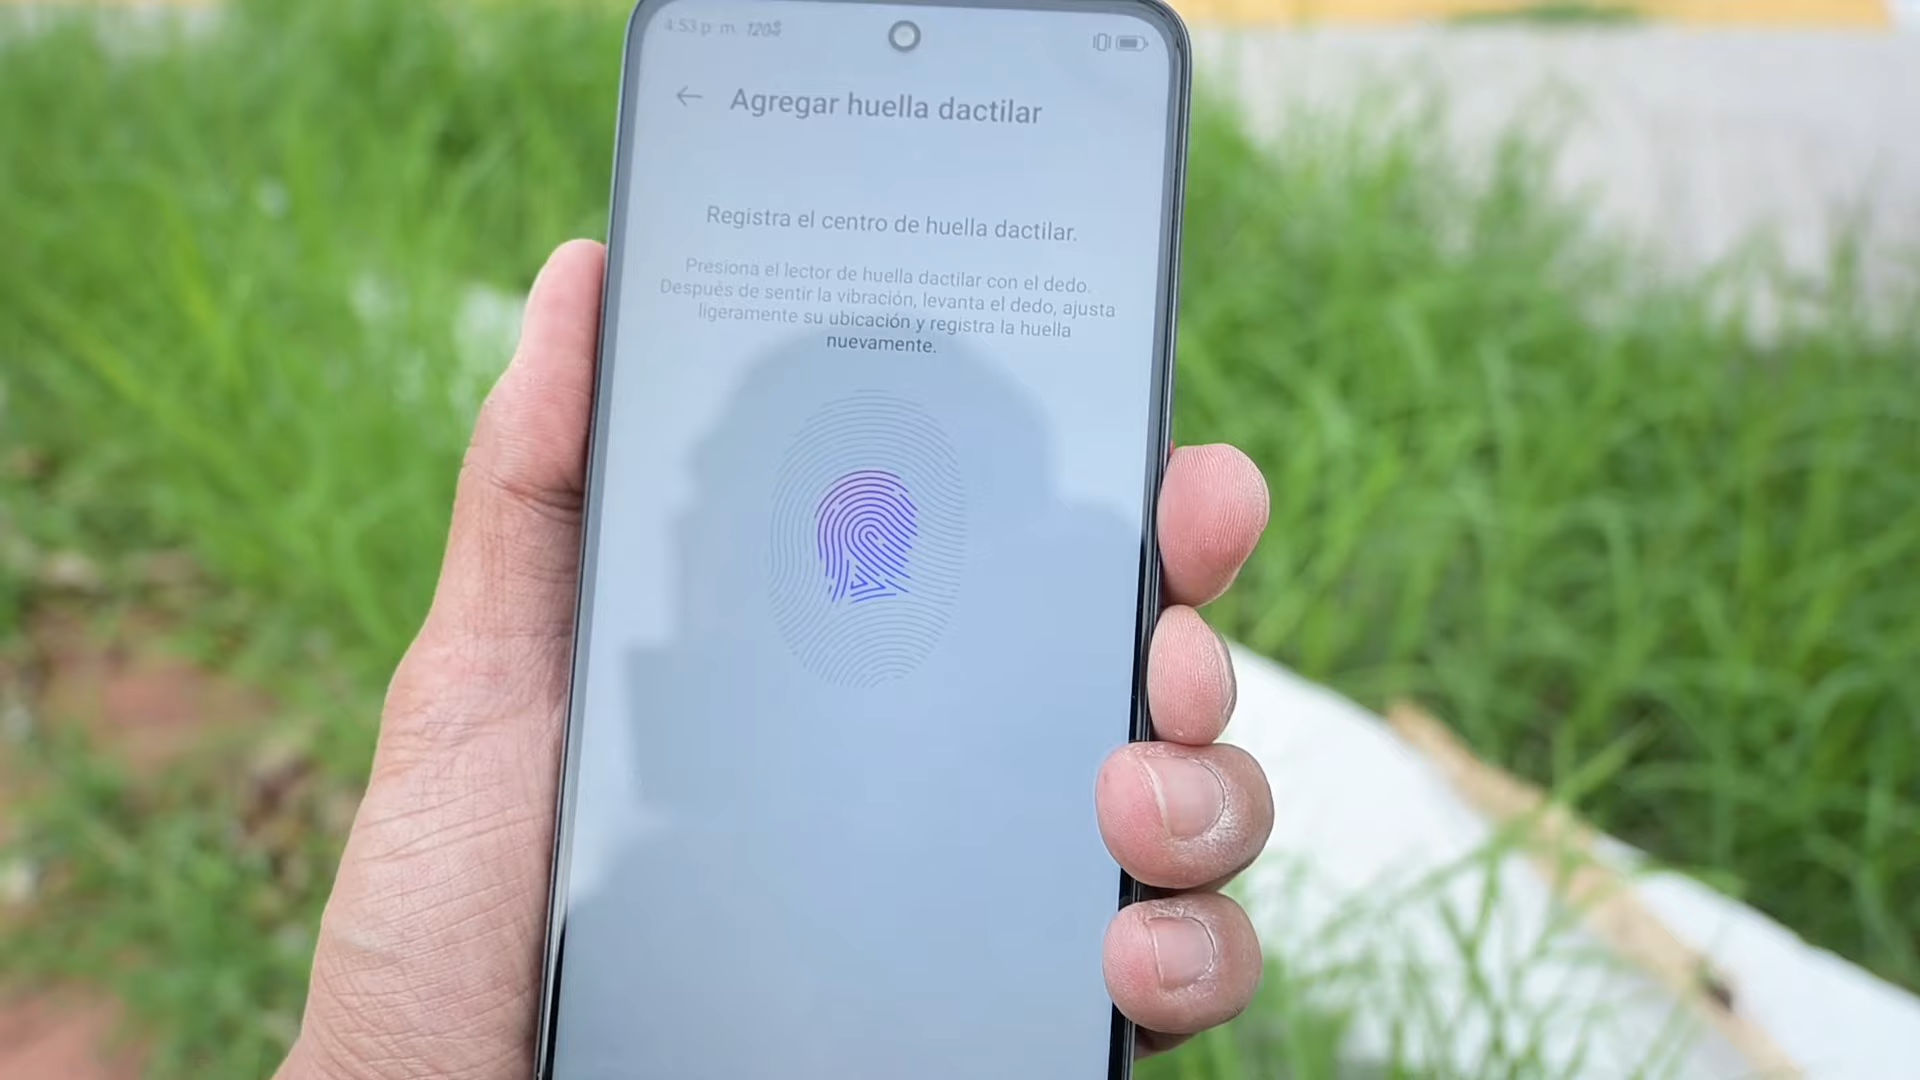 4:53 p. m. 120$
Agregar huella dactilar
Registra el centro de huella dactilar.
Presiona el lector de huella dactilar con el dedo.
Después de sentir la vibración, levanta el dedo, ajusta
ligeramente su ubicación y registra la huella
nuevamente.